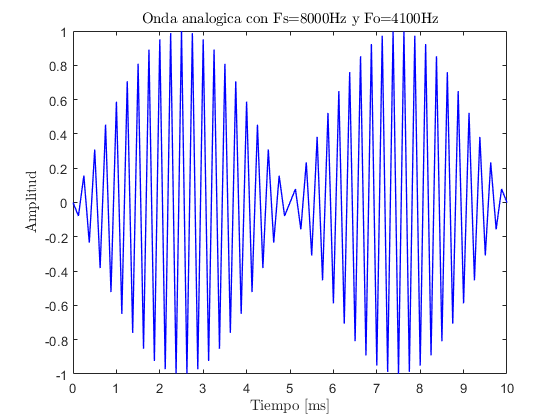 Onda analogica con Fs=8000Hz y Fo=4100Hz
1
0.8
0.6
0.4
0.2
0
-0.2
-0.4
-0.6
-0.8
-1
Amplitud
0 1 2 3 4 5 6 7 8 9 10
Tiempo [ms]